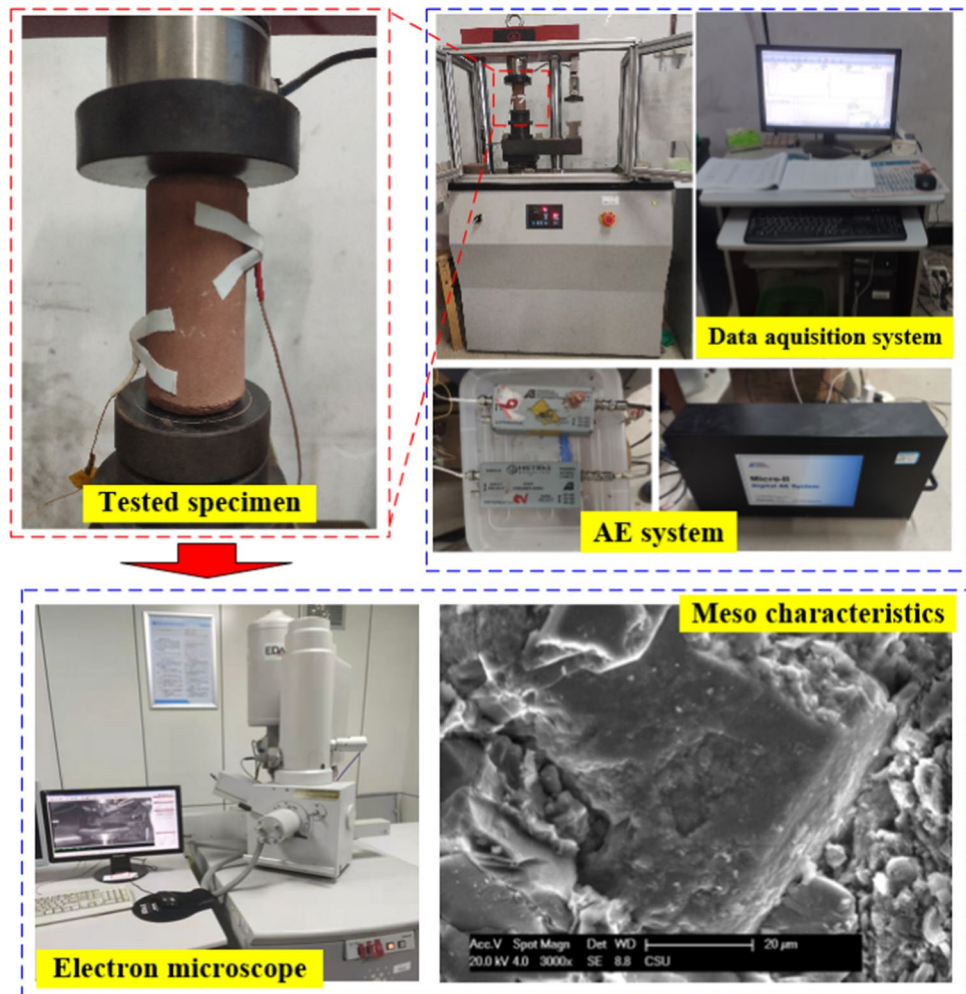 Tested specimen
Data aquisition system
Micro-II
Digital AE System
AE system
Meso characteristics
EDA
Electron microscope
Acc.V Spot Magn Det WD 20 µm
20.0 kV 4.0 3000x SE 8.8 CSU